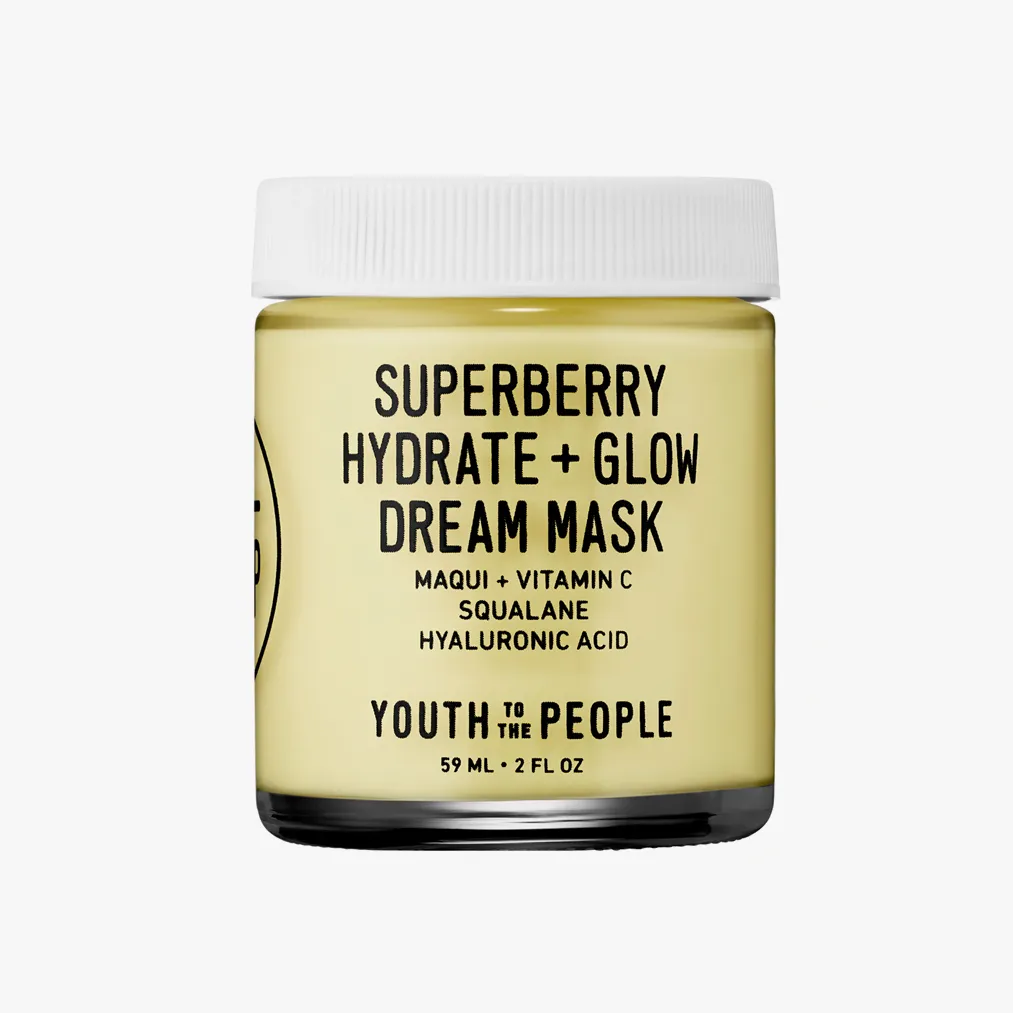 SUPERBERRY
HYDRATE + GLOW
DREAM MASK
MAQUI + VITAMIN C
SQUALANE
HYALURONIC ACID
YOUTH TO THE PEOPLE
59 ML • 2 FL OZ